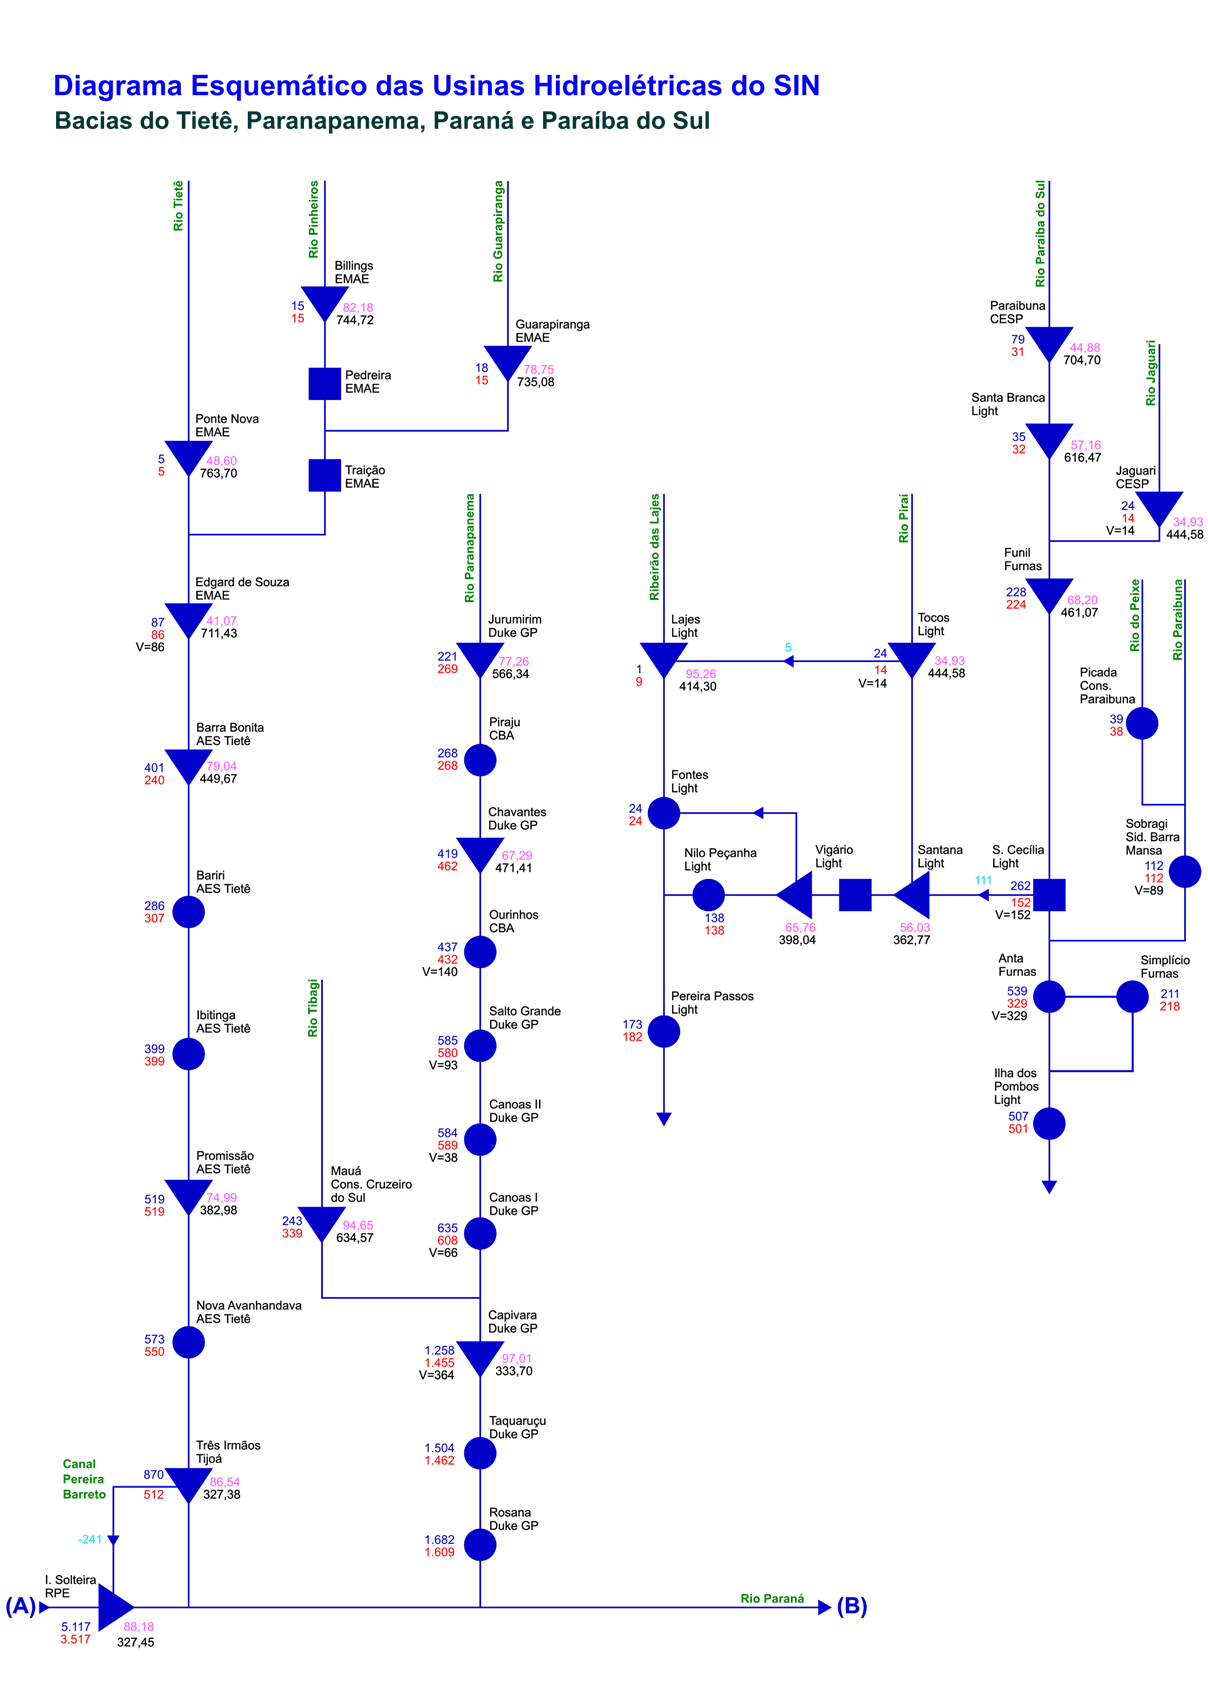 Diagrama Esquemático das Usinas Hidroelétricas do SIN
Bacias do Tietê, Paranapanema, Paraná e Paraíba do Sul
Rio Tietê
Ponte Nova
EMAE
5
5
48,60
763,70
Rio Pinheiros
Billings
EMAE
15
15
82,18
744,72
Pedreira
EMAE
Traição
EMAE
Rio Guarapiranga
Guarapiranga
EMAE
18
15
78,75
735,08
Edgard de Souza
EMAE
87
86
V=86
41,07
711,43
Barra Bonita
AES Tietê
401
240
79,04
449,67
Bariri
AES Tietê
286
307
Ibitinga
AES Tietê
399
399
Promissão
AES Tietê
519
519
74,99
382,98
Nova Avanhandava
AES Tietê
573
550
Três Irmãos
Tijoá
870
512
86,54
327,38
Canal
Pereira
Barreto
-241
I. Solteira
RPE
(A)
5.117
3.517
88,18
327,45
Rio Paraná
(B)
Rio Tibagi
Mauá
Cons. Cruzeiro
do Sul
243
339
94,65
634,57
Rio Paranapanema
Jurumirim
Duke GP
221
269
77,26
566,34
Piraju
CBA
268
268
Chavantes
Duke GP
419
462
67,29
471,41
Ourinhos
CBA
437
432
V=140
Salto Grande
Duke GP
585
580
V=93
Canoas II
Duke GP
584
589
V=38
Canoas I
Duke GP
635
608
V=66
Capivara
Duke GP
1.258
1.455
V=364
97,01
333,70
Taquaruçu
Duke GP
1.504
1.462
Rosana
Duke GP
1.682
1.609
Ribeirão das Lajes
Lajes
Light
1
9
95,26
414,30
5
Rio Piraí
Tocos
Light
24
14
V=14
34,93
444,58
Fontes
Light
24
24
Nilo Peçanha
Light
138
138
Vigário
Light
65,76
398,04
Santana
Light
56,03
362,77
111
S. Cecília
Light
262
152
V=152
Pereira Passos
Light
173
182
Rio Paraíba do Sul
Paraibuna
CESP
79
31
44,88
704,70
Santa Branca
Light
35
32
57,16
616,47
Rio Jaguari
Jaguari
CESP
24
14
V=14
34,93
444,58
Funil
Furnas
228
224
68,20
461,07
Rio do Peixe
Rio Paraibuna
Picada
Cons.
Paraibuna
39
38
Sobragi
Sid. Barra
Mansa
112
112
V=89
Anta
Furnas
539
329
V=329
Simplício
Furnas
211
218
Ilha dos
Pombos
Light
507
501